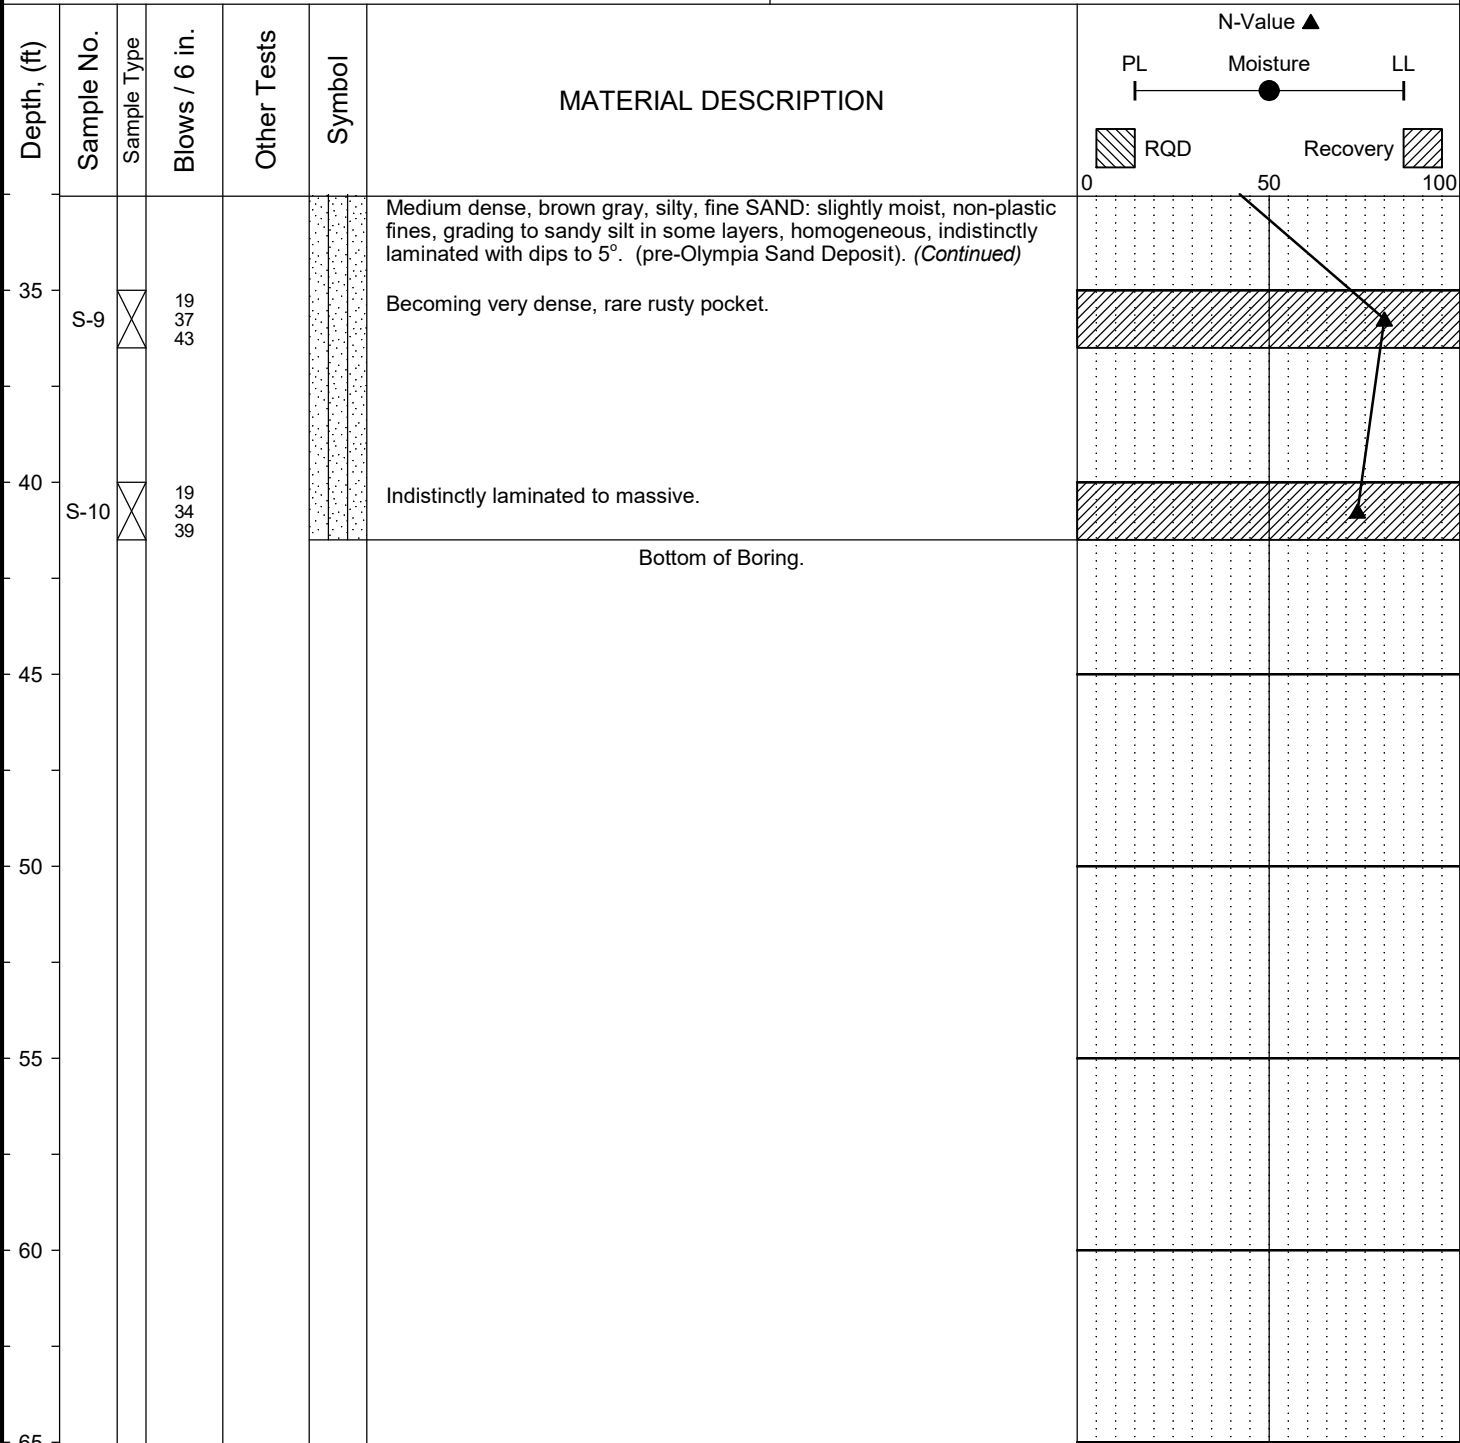 Depth, (ft)
Sample No.
Sample Type
Blows / 6 in.
Other Tests
Symbol
MATERIAL DESCRIPTION
N-Value ▲
PL Moisture LL
RQD Recovery
0 50 100
Medium dense, brown gray, silty, fine SAND: slightly moist, non-plastic
fines, grading to sandy silt in some layers, homogeneous, indistinctly
laminated with dips to 5°. (pre-Olympia Sand Deposit). (Continued)
35
S-9
19
37
43
Becoming very dense, rare rusty pocket.
40
S-10
19
34
39
Indistinctly laminated to massive.
Bottom of Boring.
45
50
55
60
65